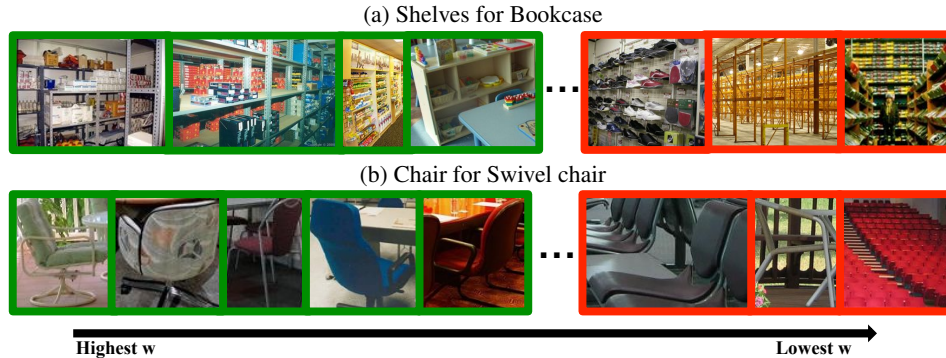 (a) Shelves for Bookcase
...
(b) Chair for Swivel chair
...
Highest w
Lowest w